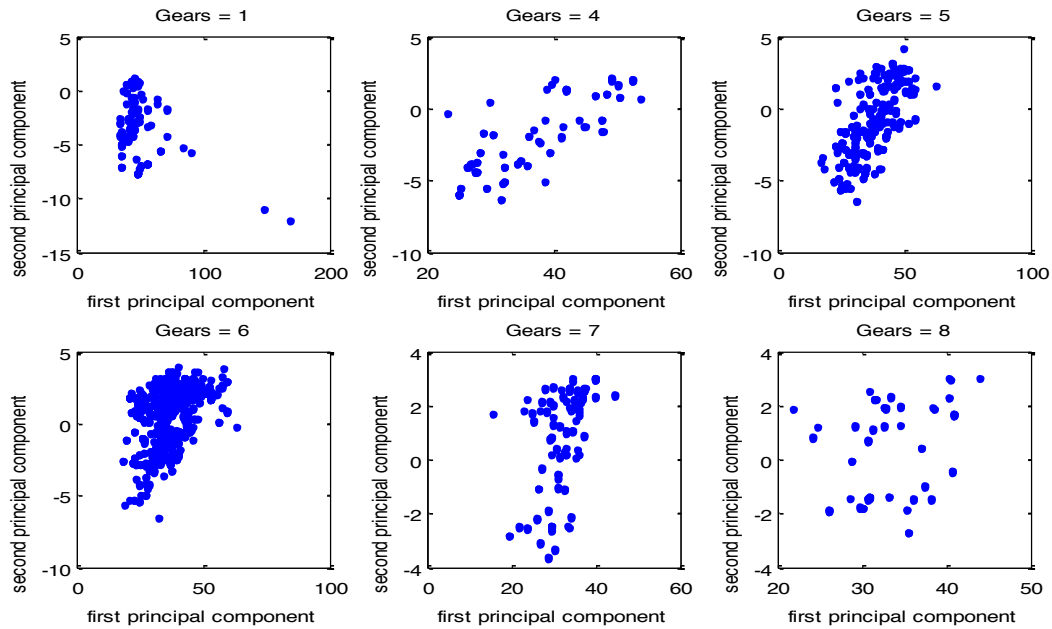 Gears = 1
Gears = 4
Gears = 5
5
0
-5
-10
-15
second principal component
0
100
200
first principal component
5
0
-5
-10
second principal component
20
40
60
first principal component
5
0
-5
-10
second principal component
0
50
100
first principal component
Gears = 6
Gears = 7
Gears = 8
5
0
-5
-10
second principal component
0
50
100
first principal component
4
2
0
-2
-4
second principal component
0
20
40
60
first principal component
4
2
0
-2
-4
second principal component
20
30
40
50
first principal component